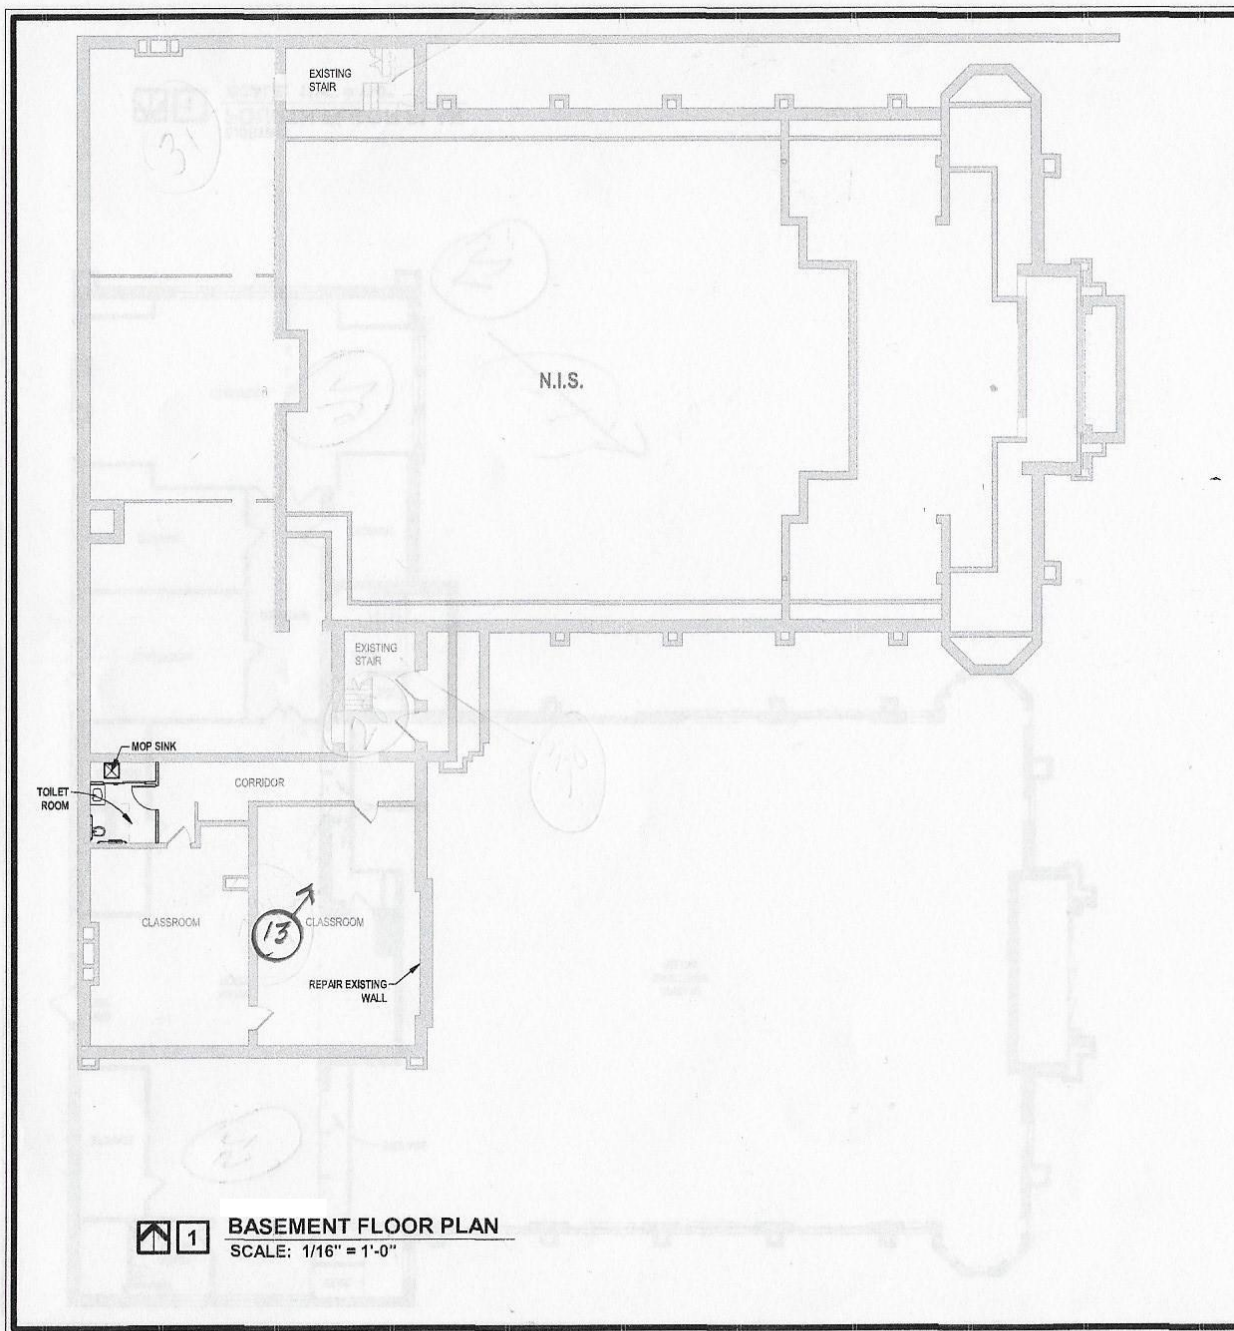 EXISTING
STAIR
31
N.I.S.
EXISTING
STAIR
MOP SINK
CORRIDOR
TOILET
ROOM
CLASSROOM
13
CLASSROOM
REPAIR EXISTING
WALL
1
BASEMENT FLOOR PLAN
SCALE: 1/16" = 1'-0"